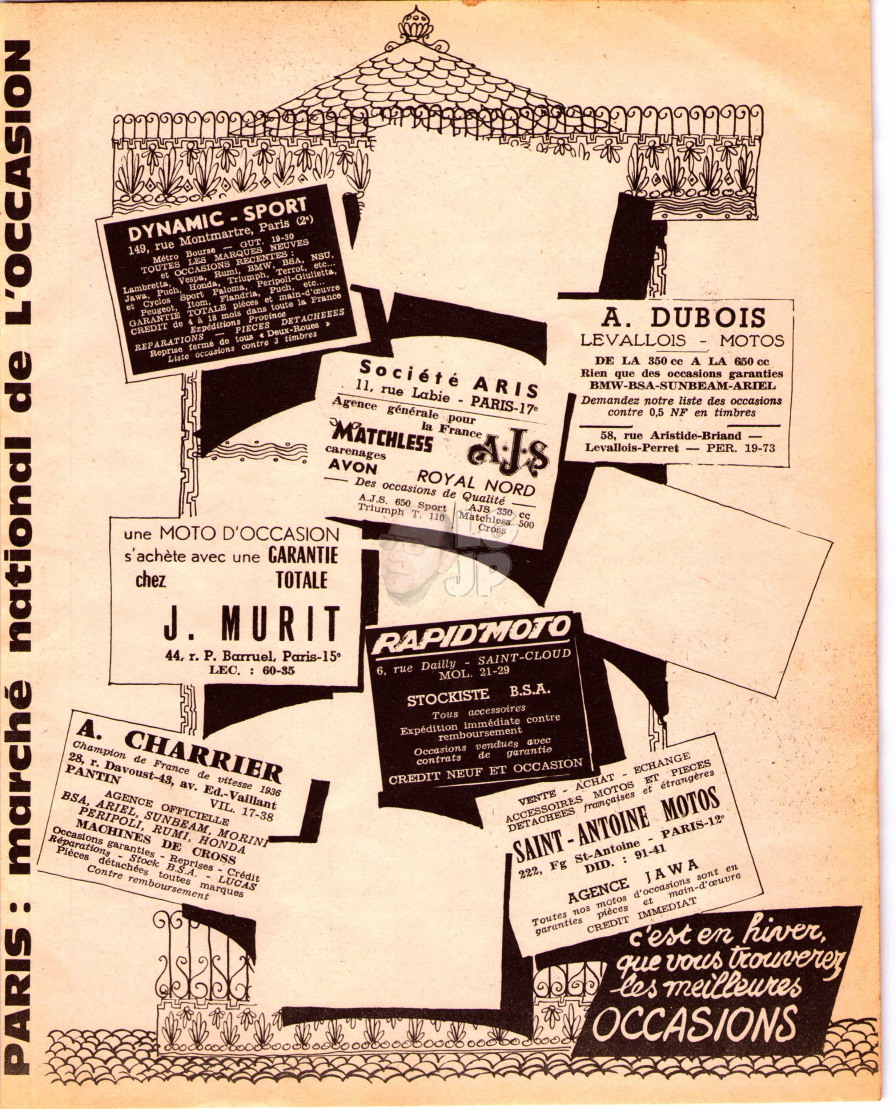 PARIS : marché national de L'OCCASION
DYNAMIC - SPORT
149, rue Montmartre, Paris (2e)
Métro Bourse — GUT. 19-30
TOUTES LES MARQUES NEUVES
et OCCASIONS RECENTES :
Lambretta, Vespa, Rumi, BMW, BSA, NSU,
Jawa, Puch, Honda, Triumph, Terrot, etc...
et Cyclos Sport Paloma, Peripoli-Giulietta,
Peugeot, Itom, Flandria, Puch, etc...
GARANTIE TOTALE pièces et main-d'œuvre
CREDIT de 4 à 18 mois dans toute la France
Expéditions Province
REPARATIONS — PIECES DETACHEES
Reprise ferme de tous « Deux-Roues »
Liste occasions contre 3 timbres
A. DUBOIS
LEVALLOIS - MOTOS
DE LA 350 cc A LA 650 cc
Rien que des occasions garanties
BMW-BSA-SUNBEAM-ARIEL
Demandez notre liste des occasions
contre 0,5 NF en timbres
58, rue Aristide-Briand —
Levallois-Perret — PER. 19-73
Société ARIS
11, rue Labie - PARIS-17e
Agence générale pour
la France
MATCHLESS
A.J.S
carenages
AVON
ROYAL NORD
— Des occasions de Qualité —
A.J.S. 650 Sport
Triumph T. 110
AJS 350 cc
Matchless 500
Cross
une MOTO D'OCCASION
s'achète avec une GARANTIE
chez TOTALE
J. MURIT
44, r. P. Barruel, Paris-15e
LEC. : 60-35
LC
JP
RAPID'MOTO
6, rue Dailly - SAINT-CLOUD
MOL. 21-29
STOCKISTE B.S.A.
Tous accessoires
Expédition immédiate contre
remboursement
Occasions vendues avec
contrats de garantie
CREDIT NEUF ET OCCASION
A. CHARRIER
Champion de France de vitesse 1936
28, r. Davoust-43, av. Ed.-Vaillant
PANTIN VIL. 17-38
AGENCE OFFICIELLE
BSA, ARIEL, SUNBEAM, MORINI
PERIPOLI, RUMI, HONDA
MACHINES DE CROSS
Occasions garanties - Reprises - Crédit
Réparations - Stock B.S.A. - LUCAS
Pièces détachées toutes marques
Contre remboursement
VENTE - ACHAT - ECHANGE
ACCESSOIRES MOTOS ET PIECES
DETACHEES françaises et étrangères
SAINT-ANTOINE MOTOS
222, Fg St-Antoine - PARIS-12e
DID. : 91-41
AGENCE JAWA
Toutes nos motos d'occasions sont en
garanties pièces et main-d'œuvre
CREDIT IMMEDIAT
c'est en hiver,
que vous trouverez
les meilleures
OCCASIONS